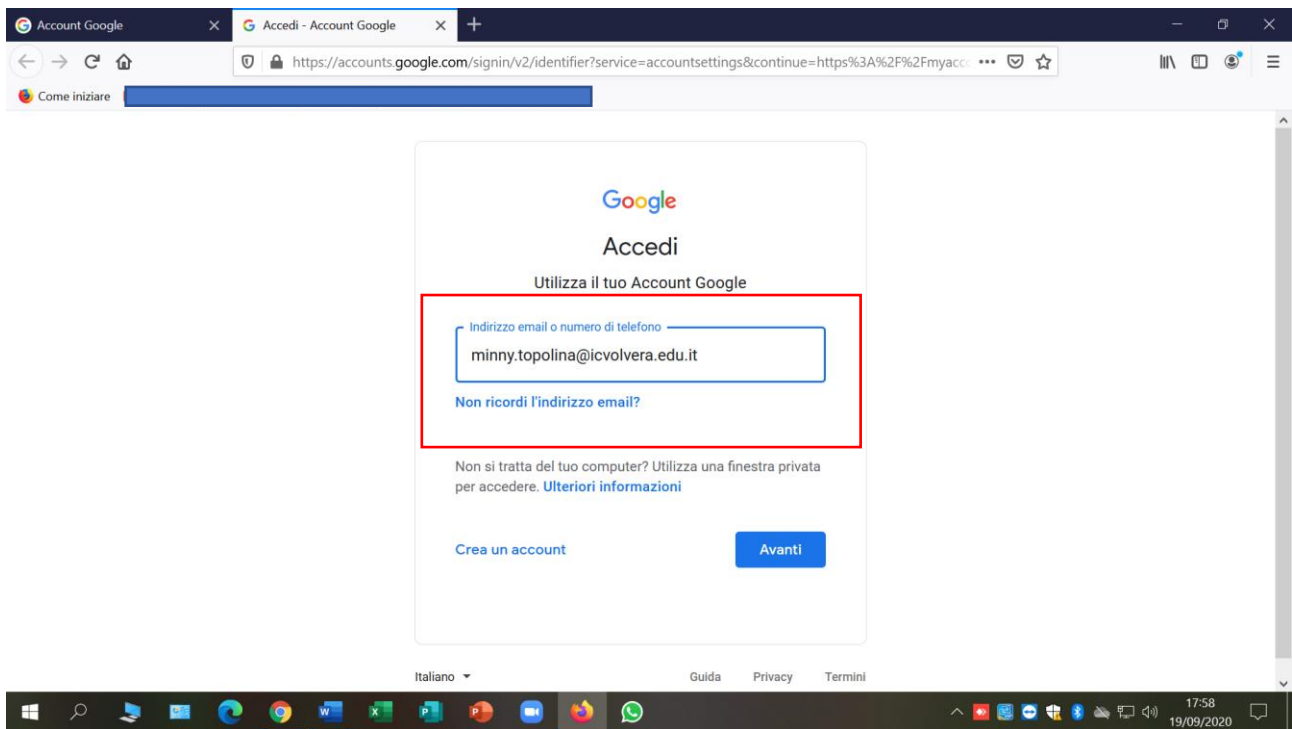 Account Google
Accedi - Account Google
https://accounts.google.com/signin/v2/identifier?service=accountsettings&continue=https%3A%2F%2Fmyacc
Come iniziare
Google
Accedi
Utilizza il tuo Account Google
Indirizzo email o numero di telefono
minny.topolina@icvolvera.edu.it
Non ricordi l'indirizzo email?
Non si tratta del tuo computer? Utilizza una finestra privata
per accedere. Ulteriori informazioni
Crea un account
Avanti
Italiano
Guida Privacy Termini
17:58
19/09/2020